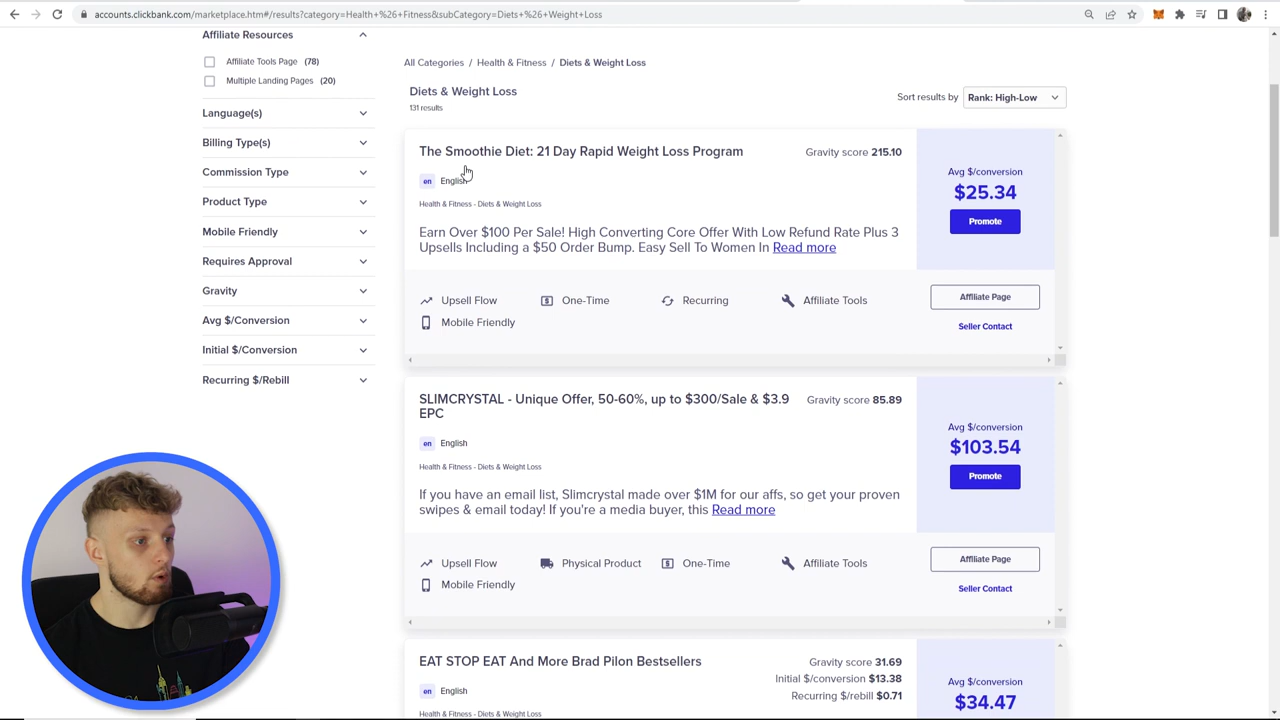 accounts.clickbank.com/marketplace.htm#/results?category=Health+%26+Fitness&subCategory=Diets+%26+Weight+Loss
Affiliate Resources
Affiliate Tools Page (78)
Multiple Landing Pages (20)
Language(s)
Billing Type(s)
Commission Type
Product Type
Mobile Friendly
Requires Approval
Gravity
Avg $/Conversion
Initial $/Conversion
Recurring $/Rebill
All Categories / Health & Fitness / Diets & Weight Loss
Diets & Weight Loss
131 results
Sort results by Rank: High-Low
The Smoothie Diet: 21 Day Rapid Weight Loss Program
Gravity score 215.10
en English
Health & Fitness - Diets & Weight Loss
Earn Over $100 Per Sale! High Converting Core Offer With Low Refund Rate Plus 3
Upsells Including a $50 Order Bump. Easy Sell To Women In Read more
Avg $/conversion
$25.34
Promote
Upsell Flow One-Time Recurring Affiliate Tools
Mobile Friendly
Affiliate Page
Seller Contact
SLIMCRYSTAL - Unique Offer, 50-60%, up to $300/Sale & $3.9
EPC
Gravity score 85.89
en English
Health & Fitness - Diets & Weight Loss
If you have an email list, Slimcrystal made over $1M for our affs, so get your proven
swipes & email today! If you're a media buyer, this Read more
Avg $/conversion
$103.54
Promote
Upsell Flow Physical Product One-Time Affiliate Tools
Mobile Friendly
Affiliate Page
Seller Contact
EAT STOP EAT And More Brad Pilon Bestsellers
Gravity score 31.69
Initial $/conversion $13.38
Recurring $/rebill $0.71
en English
Health & Fitness - Diets & Weight Loss
Avg $/conversion
$34.47